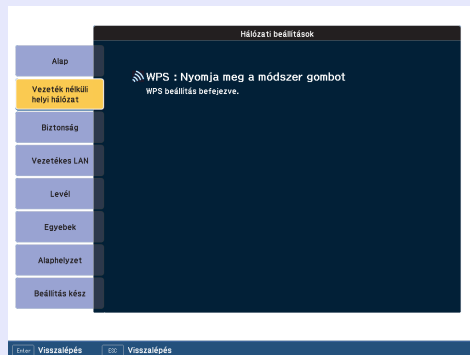 Hálózati beállítások
Alap
Vezeték nélküli
helyi hálózat
Biztonság
Vezetékes LAN
Levél
Egyebek
Alaphelyzet
Beállítás kész
WPS : Nyomja meg a módszer gombot
WPS beállítás befejezve.
Enter Visszalépés ESC Visszalépés